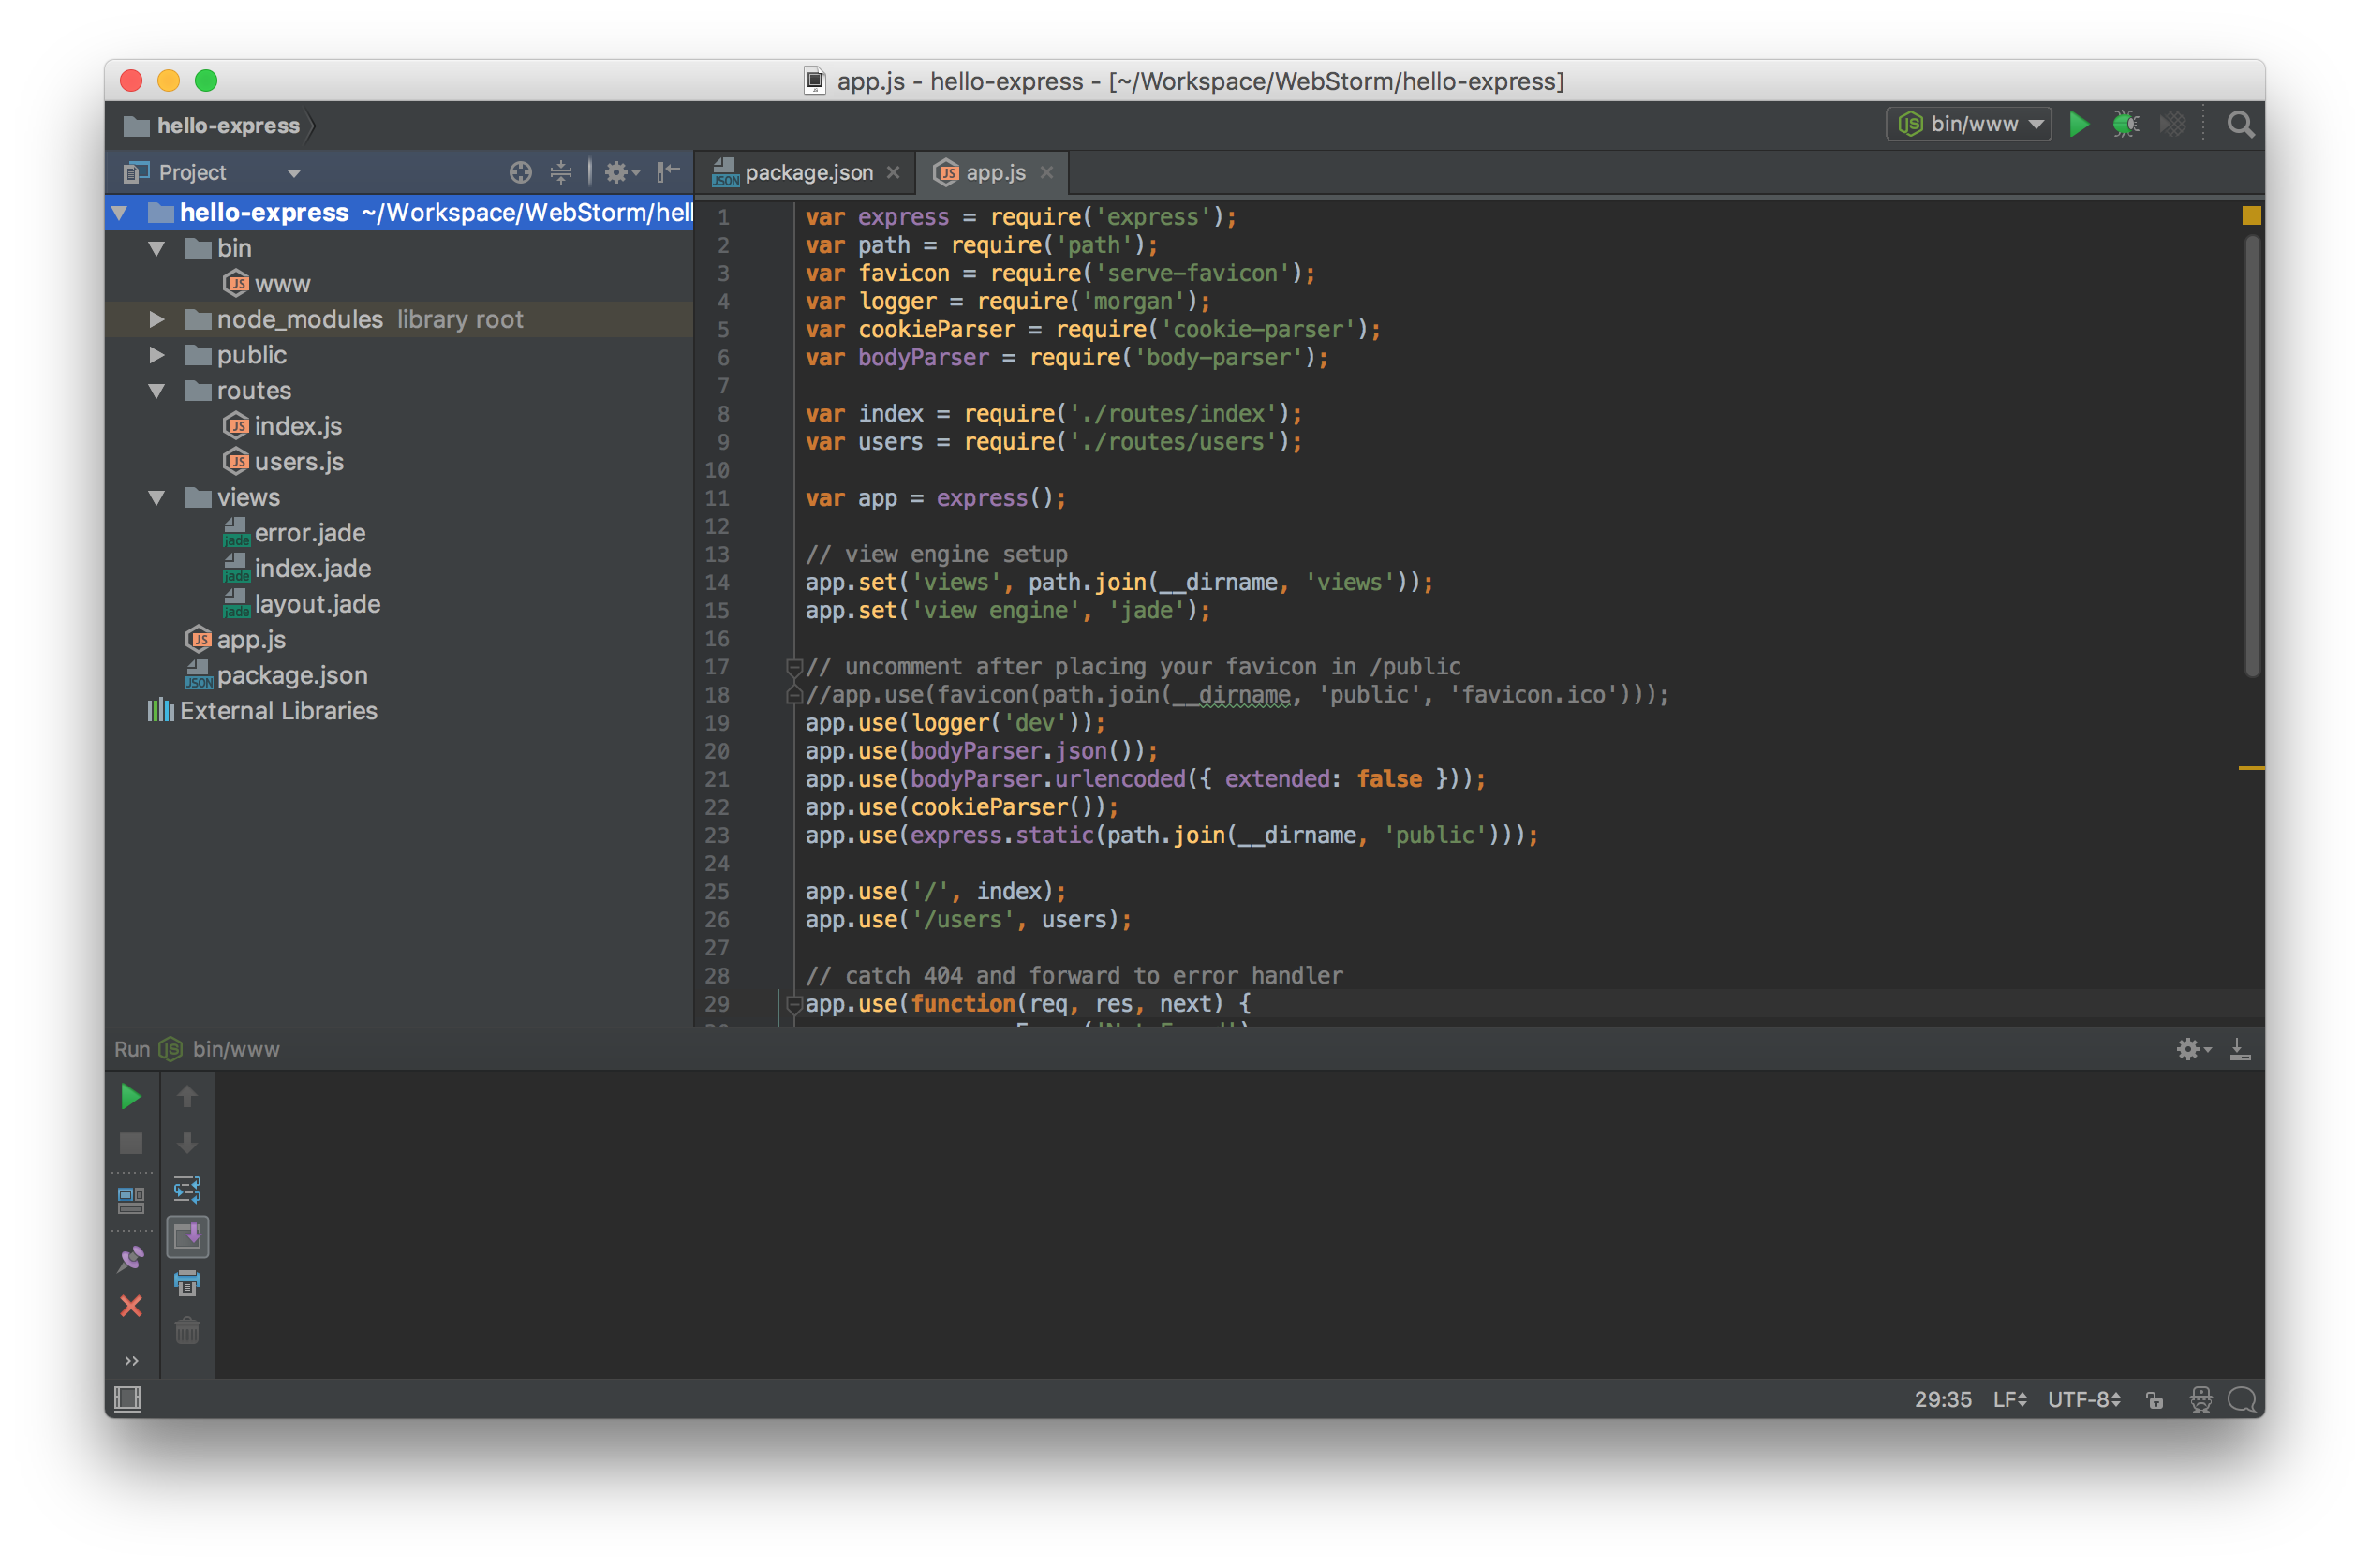 app.js - hello-express - [~/Workspace/WebStorm/hello-express]
hello-express
bin/www
Project
package.json
app.js
hello-express ~/Workspace/WebStorm/hell
bin
www
node_modules library root
public
routes
index.js
users.js
views
error.jade
index.jade
layout.jade
app.js
package.json
External Libraries
1 var express = require('express');
2 var path = require('path');
3 var favicon = require('serve-favicon');
4 var logger = require('morgan');
5 var cookieParser = require('cookie-parser');
6 var bodyParser = require('body-parser');
7
8 var index = require('./routes/index');
9 var users = require('./routes/users');
10
11 var app = express();
12
13 // view engine setup
14 app.set('views', path.join(__dirname, 'views'));
15 app.set('view engine', 'jade');
16
17 // uncomment after placing your favicon in /public
18 //app.use(favicon(path.join(__dirname, 'public', 'favicon.ico')));
19 app.use(logger('dev'));
20 app.use(bodyParser.json());
21 app.use(bodyParser.urlencoded({ extended: false }));
22 app.use(cookieParser());
23 app.use(express.static(path.join(__dirname, 'public')));
24
25 app.use('/', index);
26 app.use('/users', users);
27
28 // catch 404 and forward to error handler
29 app.use(function(req, res, next) {
Run bin/www
29:35 LF UTF-8